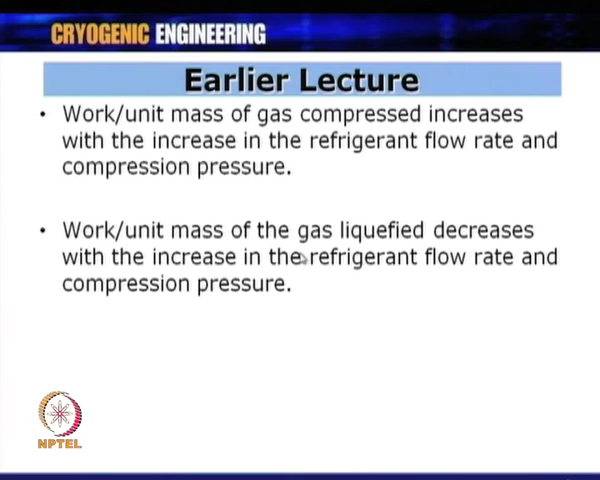 CRYOGENIC ENGINEERING
Earlier Lecture
• Work/unit mass of gas compressed increases
with the increase in the refrigerant flow rate and
compression pressure.
• Work/unit mass of the gas liquefied decreases
with the increase in the refrigerant flow rate and
compression pressure.
NPTEL